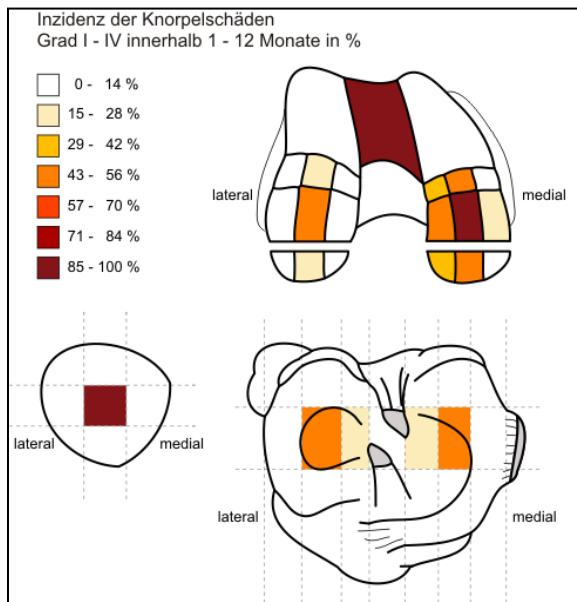 Inzidenz der Knorpelschäden
Grad I - IV innerhalb 1 - 12 Monate in %
0 - 14 %
15 - 28 %
29 - 42 %
43 - 56 %
57 - 70 %
71 - 84 %
85 - 100 %
lateral
medial
lateral
medial
lateral
medial